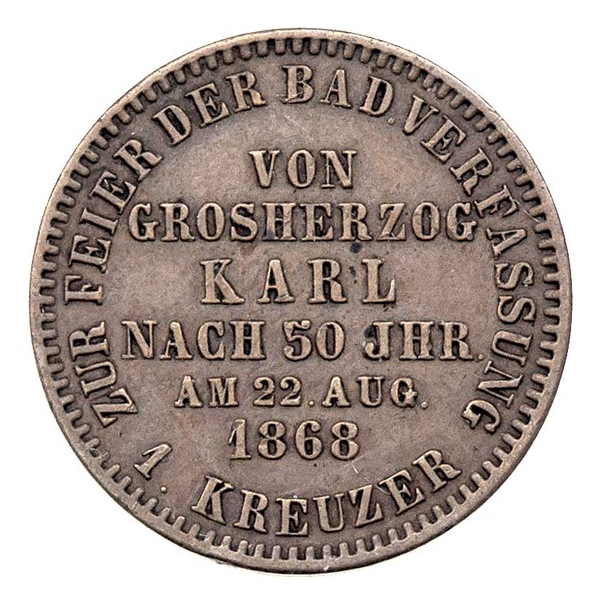 ZUR FEIER DER BAD. VERFASSUNG
VON
GROSHERZOG
KARL
NACH 50 JHR.
AM 22. AUG.
1868
1. KREUZER